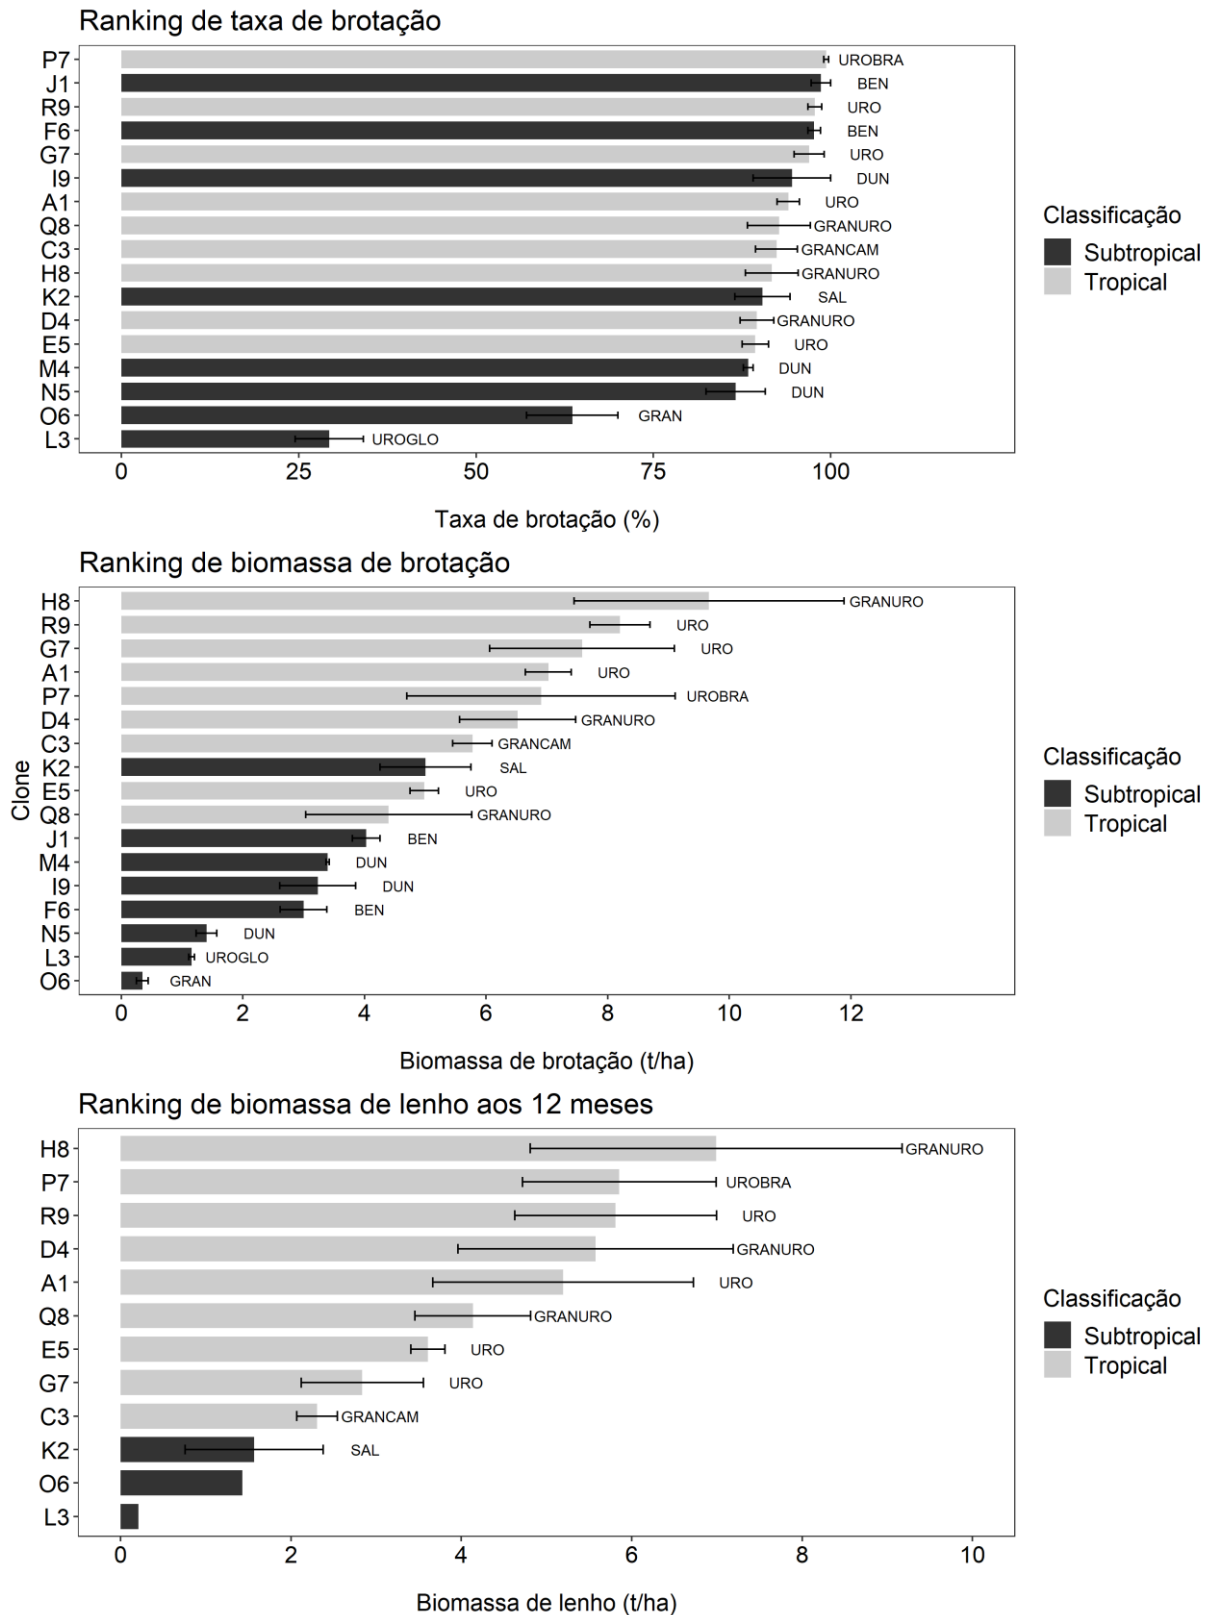 Ranking de taxa de brotação
P7 UROBRA
J1 BEN
R9 URO
F6 BEN
G7 URO
I9 DUN
A1 URO
Q8 GRANURO
C3 GRANCAM
H8 GRANURO
K2 SAL
D4 GRANURO
E5 URO
M4 DUN
N5 DUN
O6 GRAN
L3 UROGLO
0 25 50 75 100
Taxa de brotação (%)
Classificação
Subtropical
Tropical
Ranking de biomassa de brotação
Clone
H8 GRANURO
R9 URO
G7 URO
A1 URO
P7 UROBRA
D4 GRANURO
C3 GRANCAM
K2 SAL
E5 URO
Q8 GRANURO
J1 BEN
M4 DUN
I9 DUN
F6 BEN
N5 DUN
L3 UROGLO
O6 GRAN
0 2 4 6 8 10 12
Biomassa de brotação (t/ha)
Classificação
Subtropical
Tropical
Ranking de biomassa de lenho aos 12 meses
H8 GRANURO
P7 UROBRA
R9 URO
D4 GRANURO
A1 URO
Q8 GRANURO
E5 URO
G7 URO
C3 GRANCAM
K2 SAL
O6
L3
0 2 4 6 8 10
Biomassa de lenho (t/ha)
Classificação
Subtropical
Tropical